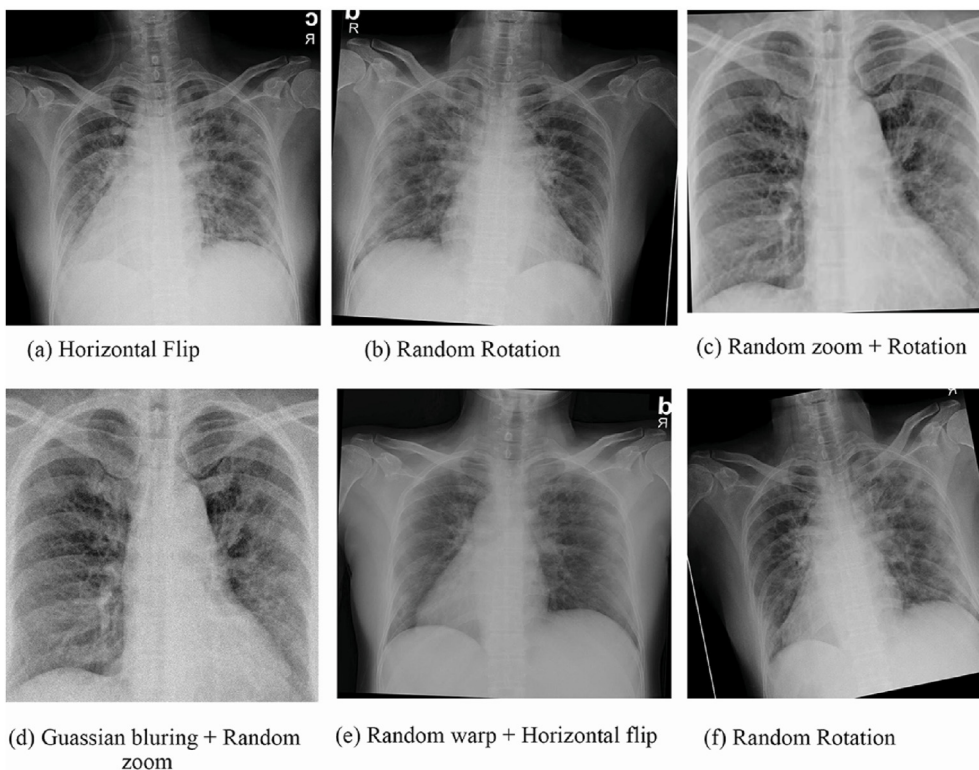 ɔ
Я
b
R
(a) Horizontal Flip
(b) Random Rotation
(c) Random zoom + Rotation
b
Я
(d) Guassian bluring + Random
zoom
(e) Random warp + Horizontal flip
(f) Random Rotation